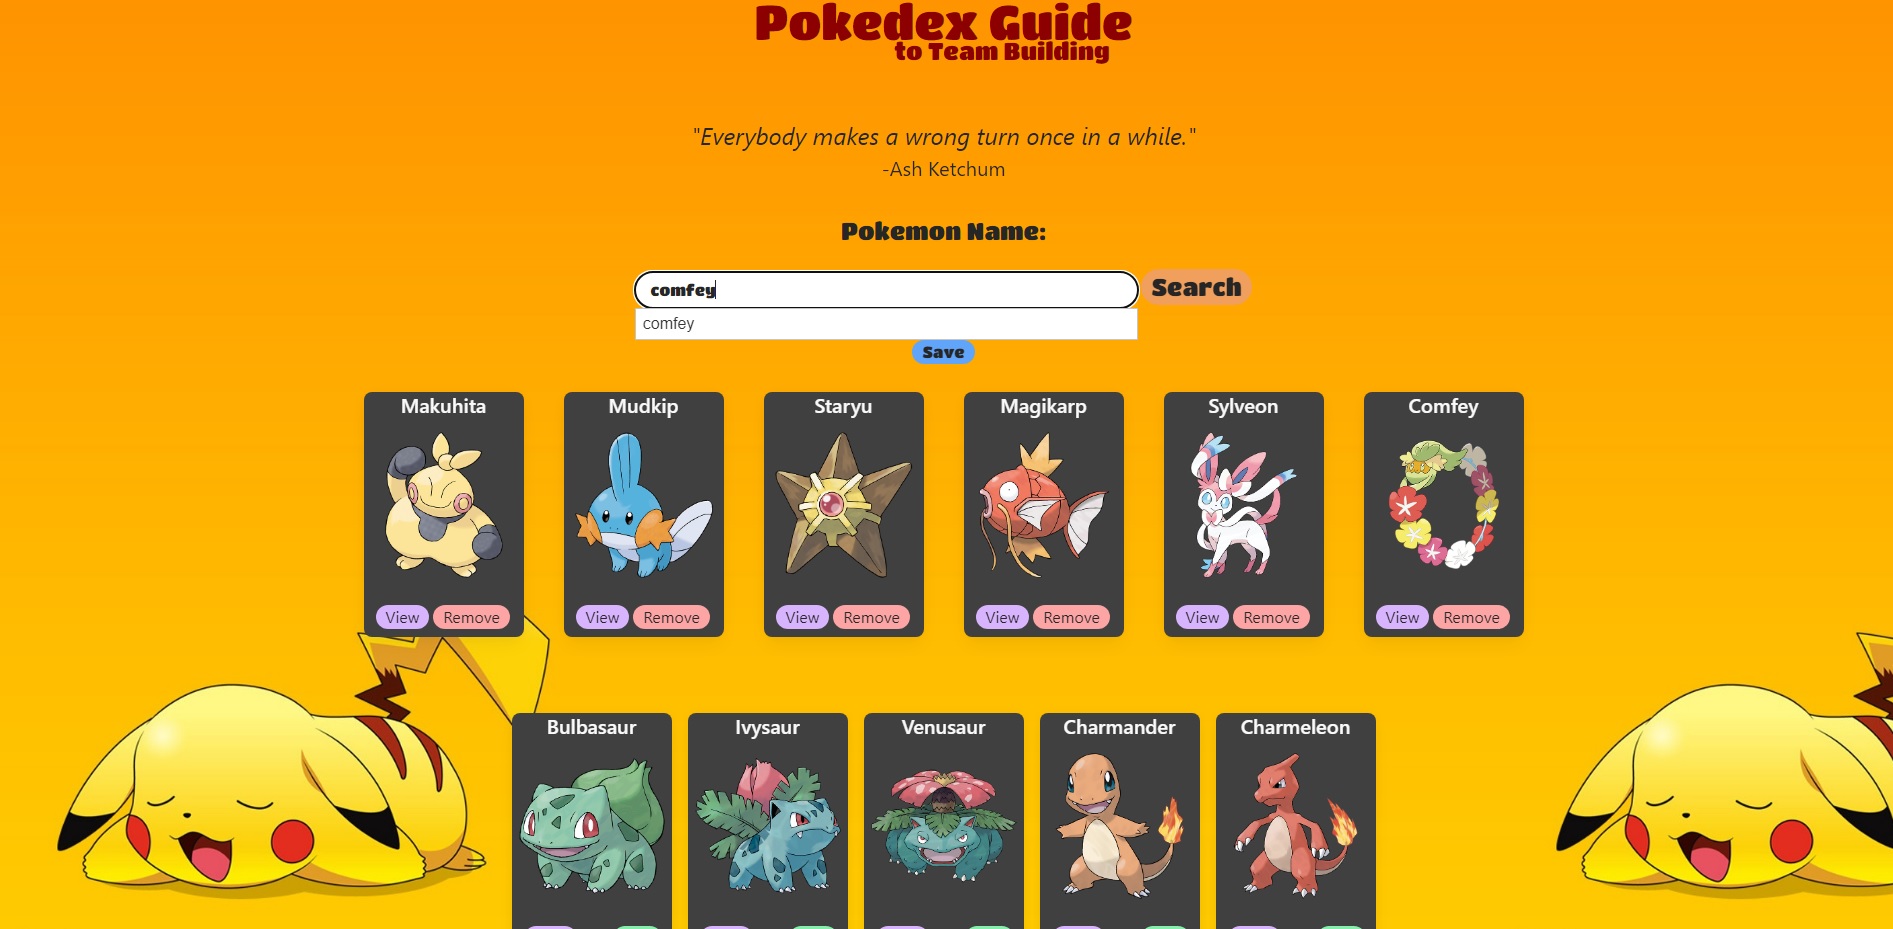 Pokedex Guide
to Team Building
"Everybody makes a wrong turn once in a while."
-Ash Ketchum
Pokemon Name:
comfey Search
comfey
Save
Makuhita Mudkip Staryu Magikarp Sylveon Comfey
View Remove View Remove View Remove View Remove View Remove View Remove
Bulbasaur Ivysaur Venusaur Charmander Charmeleon